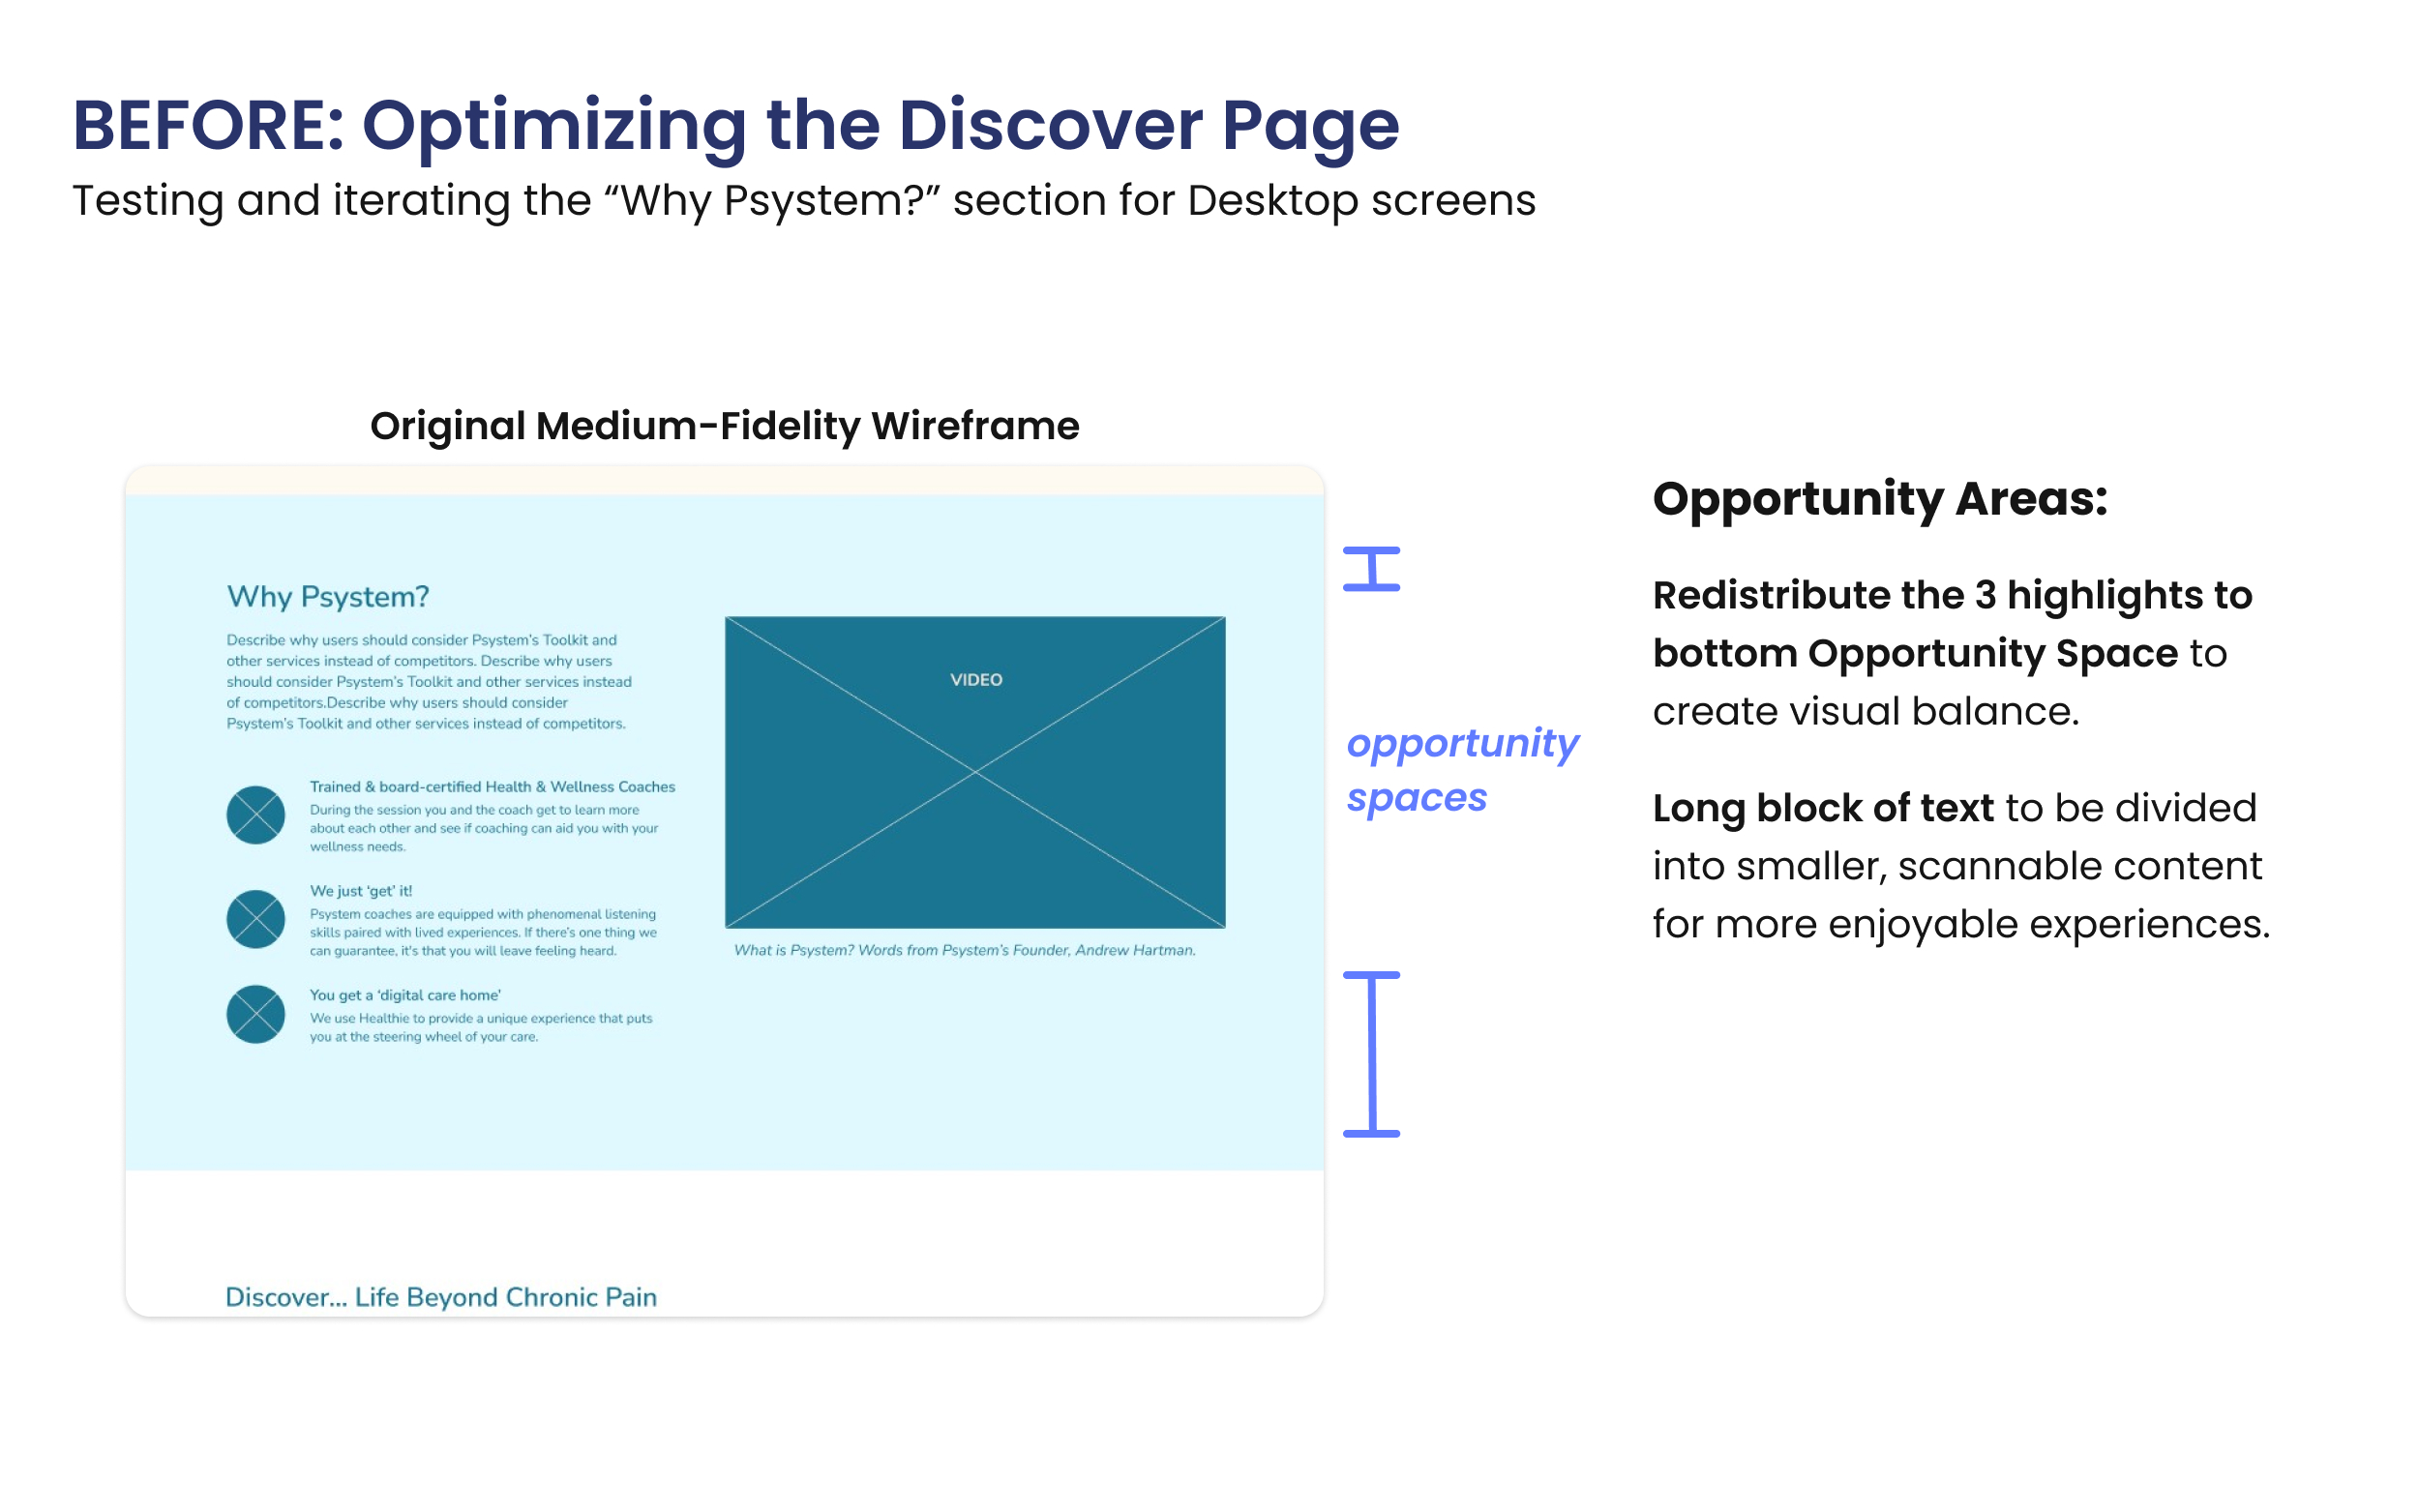 BEFORE: Optimizing the Discover Page
Testing and iterating the “Why Psystem?” section for Desktop screens
Original Medium-Fidelity Wireframe
Why Psystem?
Describe why users should consider Psystem’s Toolkit and
other services instead of competitors. Describe why users
should consider Psystem’s Toolkit and other services instead
of competitors.Describe why users should consider
Psystem’s Toolkit and other services instead of competitors.
Trained & board-certified Health & Wellness Coaches
During the session you and the coach get to learn more
about each other and see if coaching can aid you with your
wellness needs.
We just ‘get’ it!
Psystem coaches are equipped with phenomenal listening
skills paired with lived experiences. If there’s one thing we
can guarantee, it's that you will leave feeling heard.
You get a ‘digital care home’
We use Healthie to provide a unique experience that puts
you at the steering wheel of your care.
VIDEO
What is Psystem? Words from Psystem’s Founder, Andrew Hartman.
Discover... Life Beyond Chronic Pain
opportunity
spaces
Opportunity Areas:
Redistribute the 3 highlights to
bottom Opportunity Space to
create visual balance.
Long block of text to be divided
into smaller, scannable content
for more enjoyable experiences.